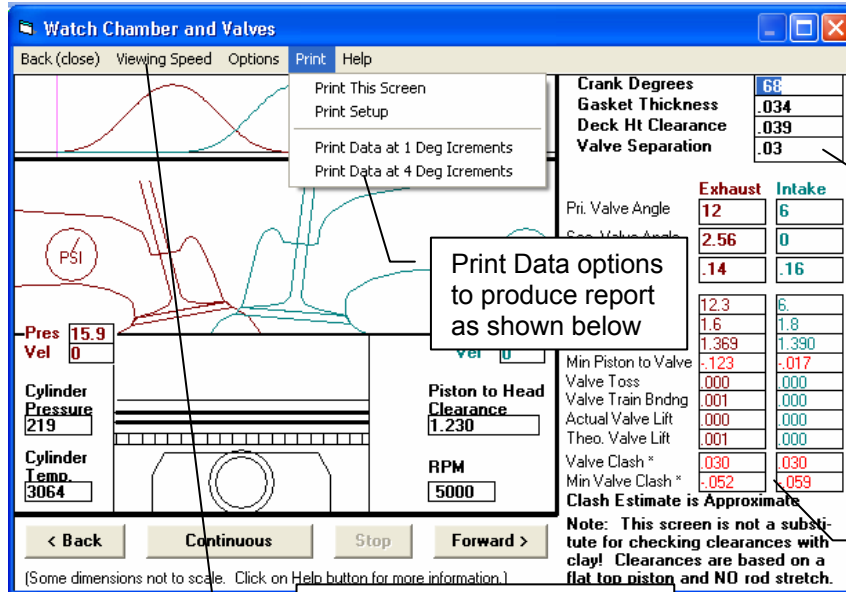 Watch Chamber and Valves
Back (close) Viewing Speed Options Print Help
Print This Screen
Print Setup
Print Data at 1 Deg Icrements
Print Data at 4 Deg Icrements
Crank Degrees 68
Gasket Thickness .034
Deck Ht Clearance .039
Valve Separation .03
Exhaust Intake
Pri. Valve Angle 12 6
2.56 0
.14 .16
12.3 6.
1.6 1.8
1.369 1.390
Min Piston to Valve -.123 -.017
Valve Toss .000 .000
Valve Train Bndng .001 .000
Actual Valve Lift .000 .000
Theo. Valve Lift .001 .000
Valve Clash * .030 .030
Min Valve Clash * -.052 -.059
Clash Estimate is Approximate
Note: This screen is not a substi-
tute for checking clearances with
clay! Clearances are based on a
flat top piston and NO rod stretch.
PSI
Print Data options
to produce report
as shown below
Pres 15.9
Vel 0
Vel 0
Cylinder
Pressure
219
Cylinder
Temp.
3064
Piston to Head
Clearance
1.230
RPM
5000
< Back Continuous Stop Forward >
(Some dimensions not to scale. Click on Help button for more information.)